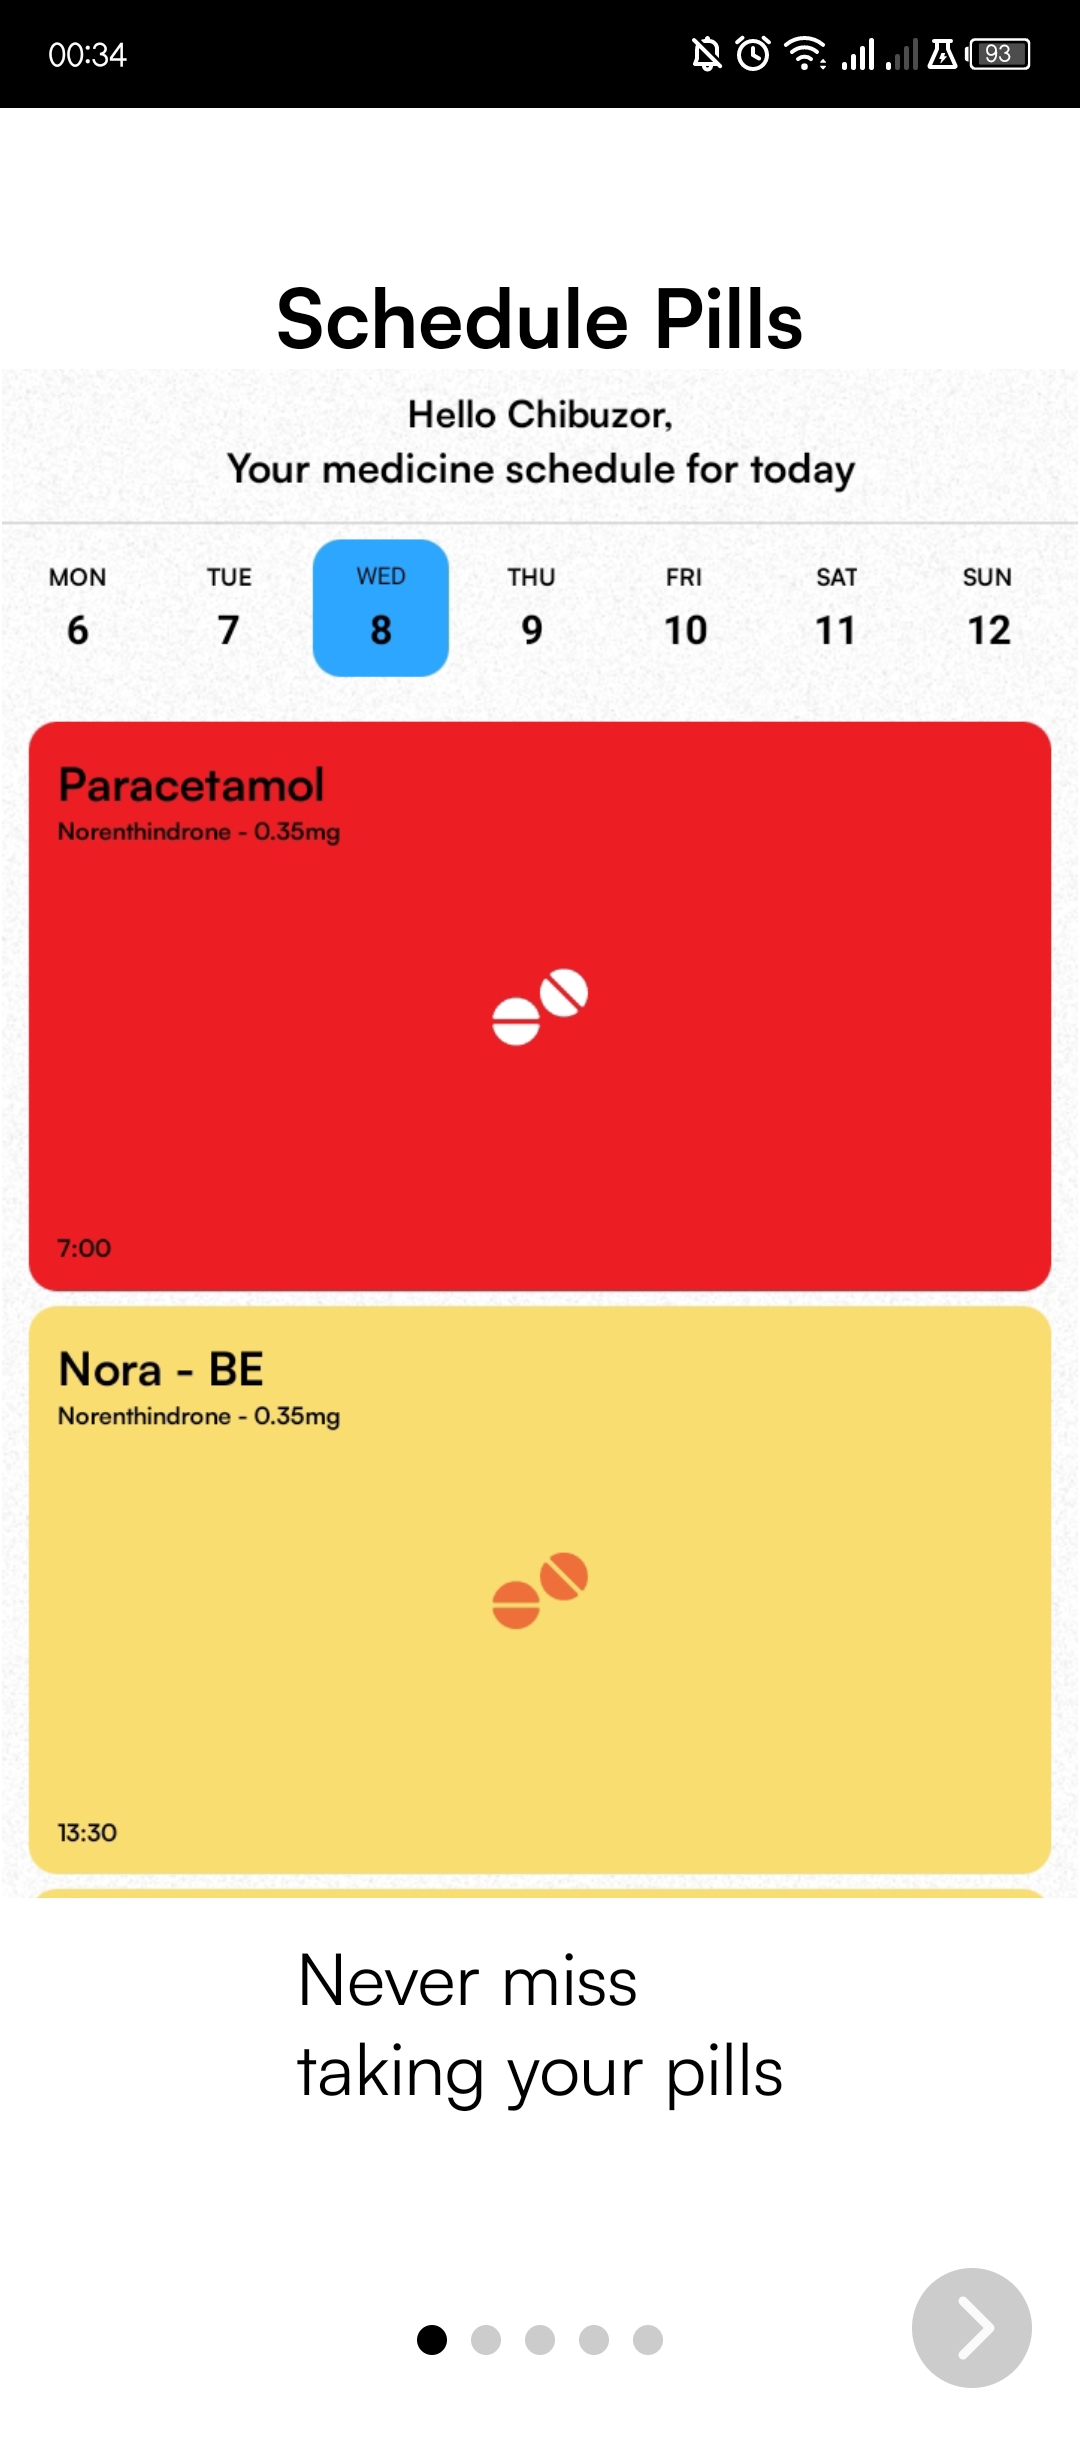 00:34
93
Schedule Pills
Hello Chibuzor,
Your medicine schedule for today
MON TUE WED THU FRI SAT SUN
6 7 8 9 10 11 12
Paracetamol
Norenthindrone - 0.35mg
7:00
Nora - BE
Norenthindrone - 0.35mg
13:30
Never miss
taking your pills